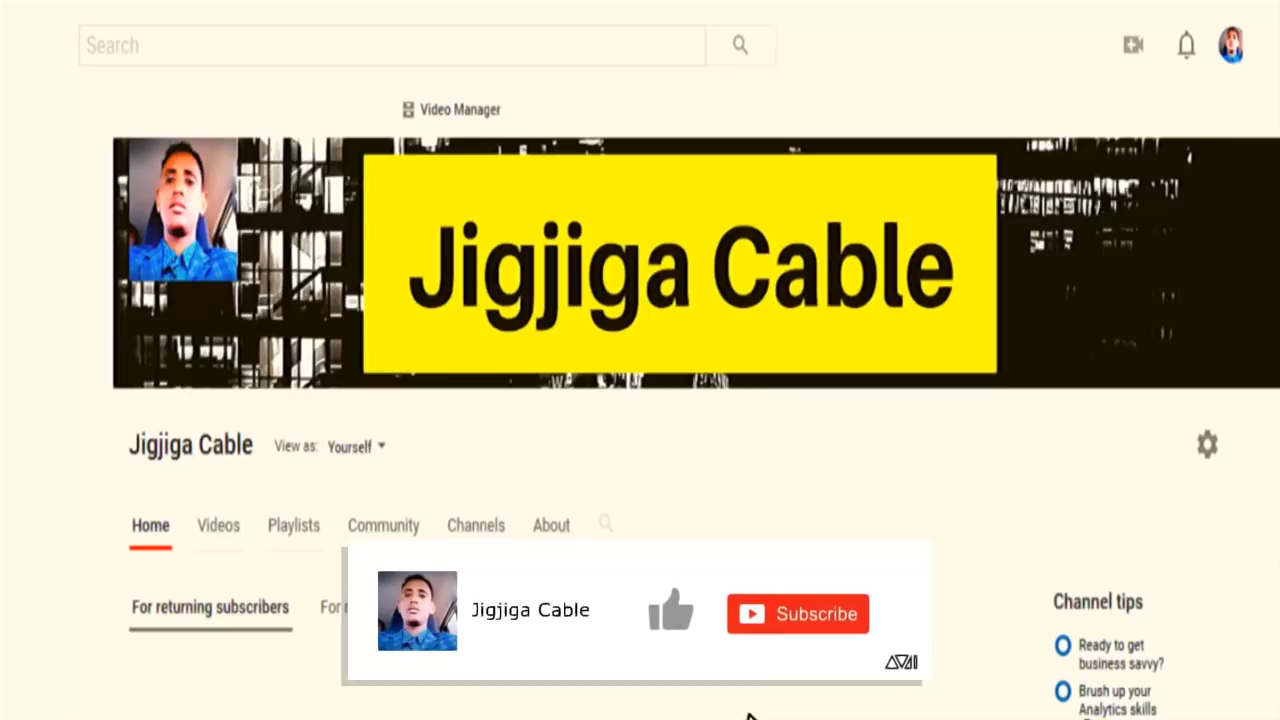 Search
Video Manager
Jigjiga Cable
Jigjiga Cable
View as: Yourself
Home Videos Playlists Community Channels About
For returning subscribers For
Jigjiga Cable
Subscribe
Channel tips
Ready to get
business savvy?
Brush up your
Analytics skills